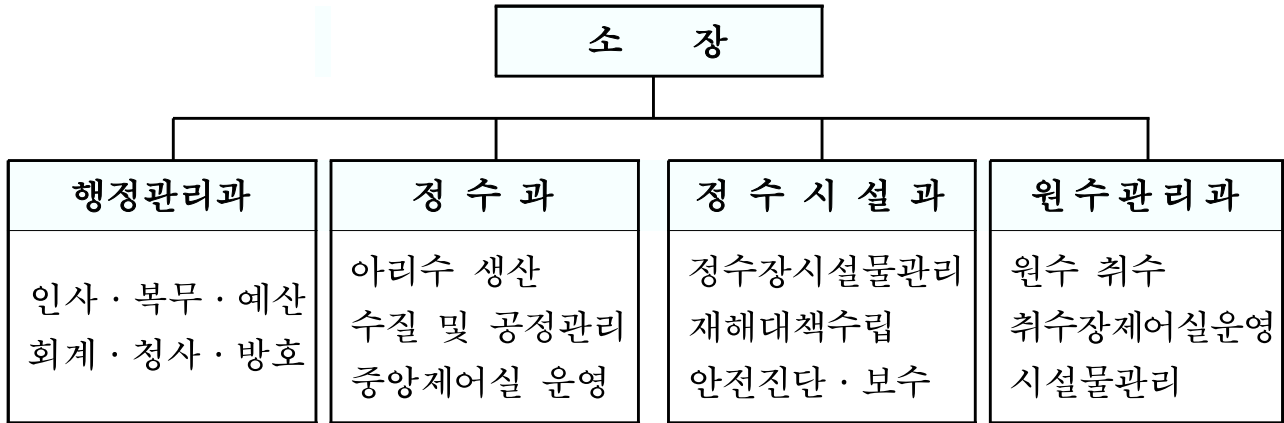 소 장
행정관리과
인사 · 복무 · 예산
회계 · 청사 · 방호
정 수 과
아리수 생산
수질 및 공정관리
중앙제어실 운영
정 수 시 설 과
정수장시설물관리
재해대책수립
안전진단 · 보수
원수관리과
원수 취수
취수장제어실운영
시설물관리